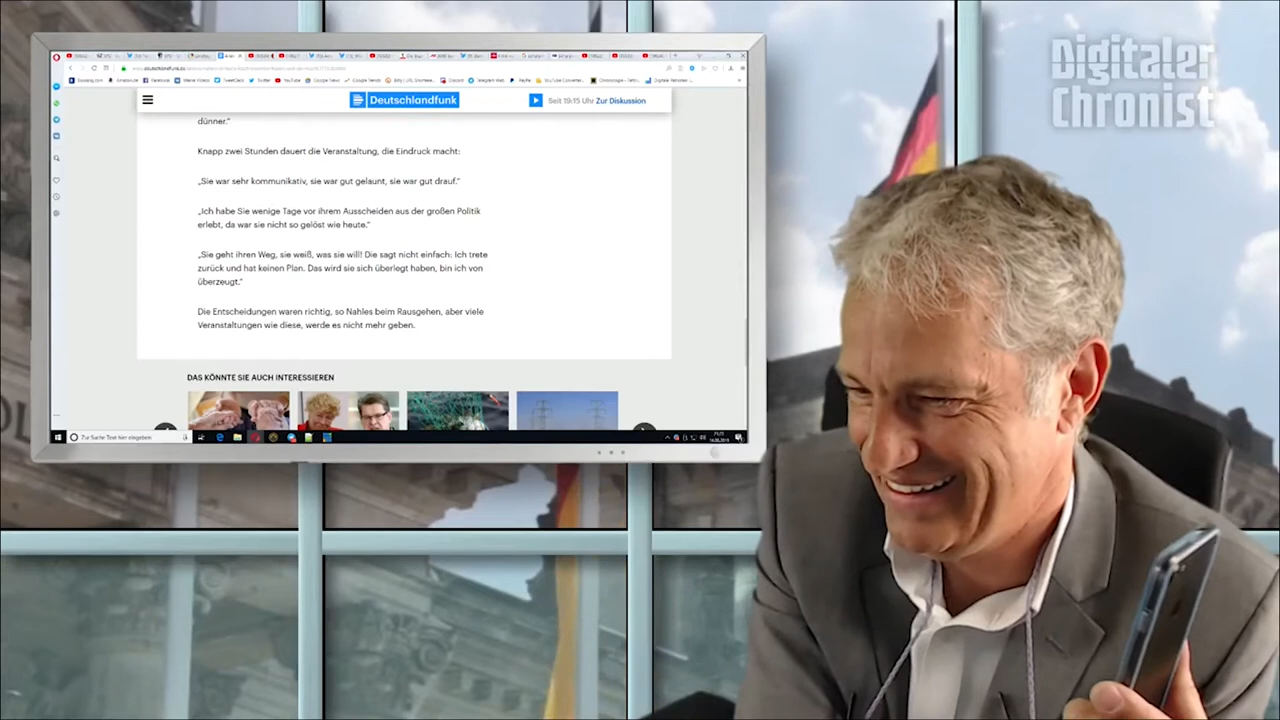 Deutschlandfunk
Seit 19:15 Uhr Zur Diskussion
dünner."
Knapp zwei Stunden dauert die Veranstaltung, die Eindruck macht:
„Sie war sehr kommunikativ, sie war gut gelaunt, sie war gut drauf."
„Ich habe Sie wenige Tage vor ihrem Ausscheiden aus der großen Politik
erlebt, da war sie nicht so gelöst wie heute."
„Sie geht ihren Weg, sie weiß, was sie will! Die sagt nicht einfach: Ich trete
zurück und hat keinen Plan. Das wird sie sich überlegt haben, bin ich von
überzeugt."
Die Entscheidungen waren richtig, so Nahles beim Rausgehen, aber viele
Veranstaltungen wie diese, werde es nicht mehr geben.
DAS KÖNNTE SIE AUCH INTERESSIEREN
Zur Suche Text hier eingeben
Digitaler
Chronist